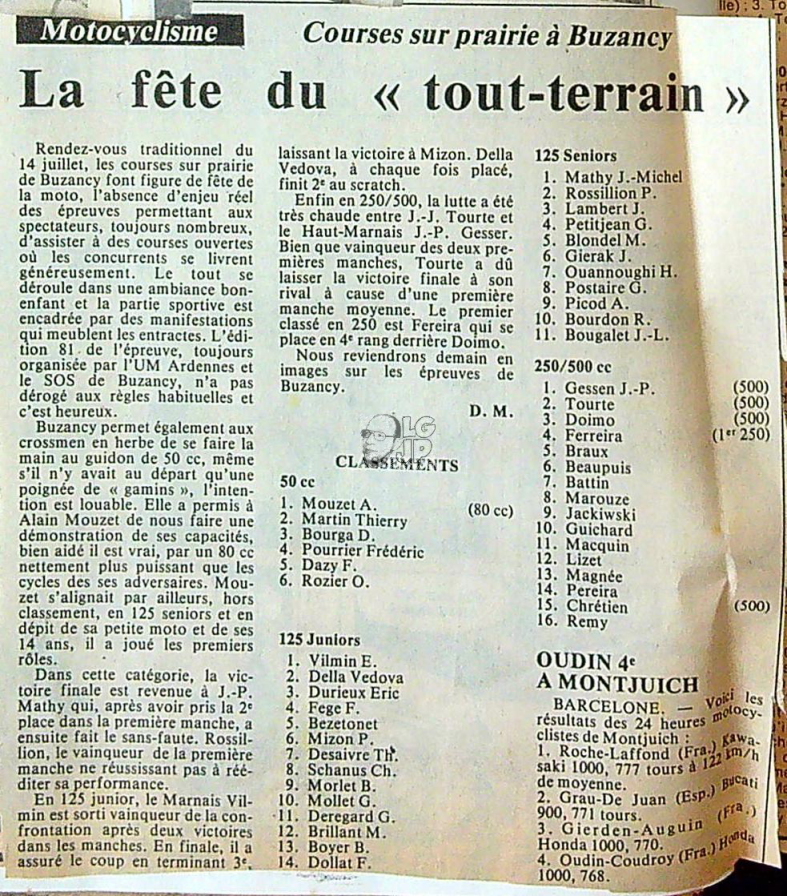 Motocyclisme
Courses sur prairie à Buzancy
La fête du « tout-terrain »
Rendez-vous traditionnel du
14 juillet, les courses sur prairie
de Buzancy font figure de fête de
la moto, l'absence d'enjeu réel
des épreuves permettant aux
spectateurs, toujours nombreux,
d'assister à des courses ouvertes
où les concurrents se livrent
généreusement. Le tout se
déroule dans une ambiance bon-
enfant et la partie sportive est
encadrée par des manifestations
qui meublent les entractes. L'édi-
tion 81 de l'épreuve, toujours
organisée par l'UM Ardennes et
le SOS de Buzancy, n'a pas
dérogé aux règles habituelles et
c'est heureux.
Buzancy permet également aux
crossmen en herbe de se faire la
main au guidon de 50 cc, même
s'il n'y avait au départ qu'une
poignée de « gamins », l'inten-
tion est louable. Elle a permis à
Alain Mouzet de nous faire une
démonstration de ses capacités,
bien aidé il est vrai, par un 80 cc
nettement plus puissant que les
cycles des ses adversaires. Mou-
zet s'alignait par ailleurs, hors
classement, en 125 seniors et en
dépit de sa petite moto et de ses
14 ans, il a joué les premiers
rôles.
Dans cette catégorie, la vic-
toire finale est revenue à J.-P.
Mathy qui, après avoir pris la 2e
place dans la première manche, a
ensuite fait le sans-faute. Rossil-
lion, le vainqueur de la première
manche ne réussissant pas à réé-
diter sa performance.
En 125 junior, le Marnais Vil-
min est sorti vainqueur de la con-
frontation après deux victoires
dans les manches. En finale, il a
assuré le coup en terminant 3e,
laissant la victoire à Mizon. Della
Vedova, à chaque fois placé,
finit 2e au scratch.
Enfin en 250/500, la lutte a été
très chaude entre J.-J. Tourte et
le Haut-Marnais J.-P. Gesser.
Bien que vainqueur des deux pre-
mières manches, Tourte a dû
laisser la victoire finale à son
rival à cause d'une première
manche moyenne. Le premier
classé en 250 est Fereira qui se
place en 4e rang derrière Doimo.
Nous reviendrons demain en
images sur les épreuves de
Buzancy.
D. M.
LG
JP
CLASSEMENTS
50 cc
1. Mouzet A. (80 cc)
2. Martin Thierry
3. Bourga D.
4. Pourrier Frédéric
5. Dazy F.
6. Rozier O.
125 Juniors
1. Vilmin E.
2. Della Vedova
3. Durieux Eric
4. Fege F.
5. Bezetonet
6. Mizon P.
7. Desaivre Th.
8. Schanus Ch.
9. Morlet B.
10. Mollet G.
11. Deregard G.
12. Brillant M.
13. Boyer B.
14. Dollat F.
125 Seniors
1. Mathy J.-Michel
2. Rossillion P.
3. Lambert J.
4. Petitjean G.
5. Blondel M.
6. Gierak J.
7. Ouannoughi H.
8. Postaire G.
9. Picod A.
10. Bourdon R.
11. Bougalet J.-L.
250/500 cc
1. Gessen J.-P. (500)
2. Tourte (500)
3. Doimo (500)
4. Ferreira (1er 250)
5. Braux
6. Beaupuis
7. Battin
8. Marouze
9. Jackiwski
10. Guichard
11. Macquin
12. Lizet
13. Magnée
14. Pereira
15. Chrétien (500)
16. Remy
OUDIN 4e
A MONTJUICH
BARCELONE. — Voici les
résultats des 24 heures motocy-
clistes de Montjuich :
1. Roche-Laffond (Fra.) Kawa-
saki 1000, 777 tours à 122 km/h
de moyenne.
2. Grau-De Juan (Esp.) Bucati
900, 771 tours.
3. Gierden-Auguin (Fra.)
Honda 1000, 770.
4. Oudin-Coudroy (Fra.) Honda
1000, 768.